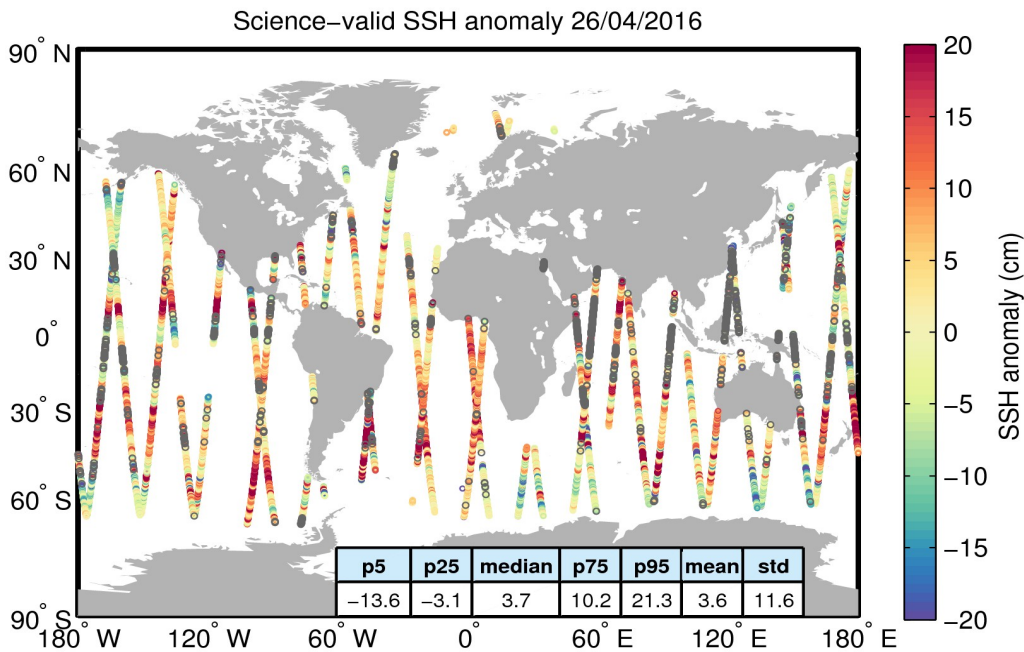 Science−valid SSH anomaly 26/04/2016
90° N
60° N
30° N
0°
30° S
60° S
90° S
180° W
120° W
60° W
0°
60° E
120° E
180° E
p5 p25 median p75 p95 mean std
−13.6 −3.1 3.7 10.2 21.3 3.6 11.6
20
15
10
5
0
−5
−10
−15
−20
SSH anomaly (cm)